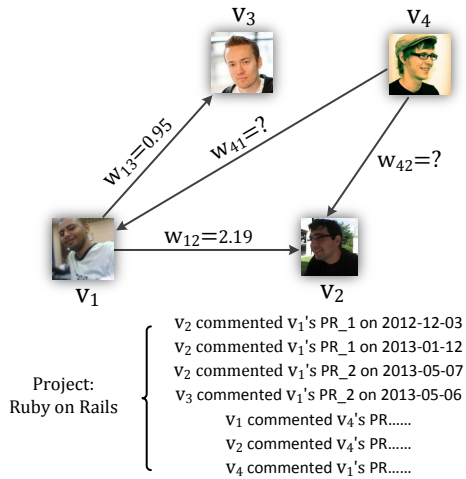 v3
v4
w13=0.95
w41=?
w42=?
w12=2.19
v1
v2
Project:
Ruby on Rails
v2 commented v1's PR_1 on 2012-12-03
v2 commented v1's PR_1 on 2013-01-12
v2 commented v1's PR_2 on 2013-05-07
v3 commented v1's PR_2 on 2013-05-06
v1 commented v4's PR......
v2 commented v4's PR......
v4 commented v1's PR......